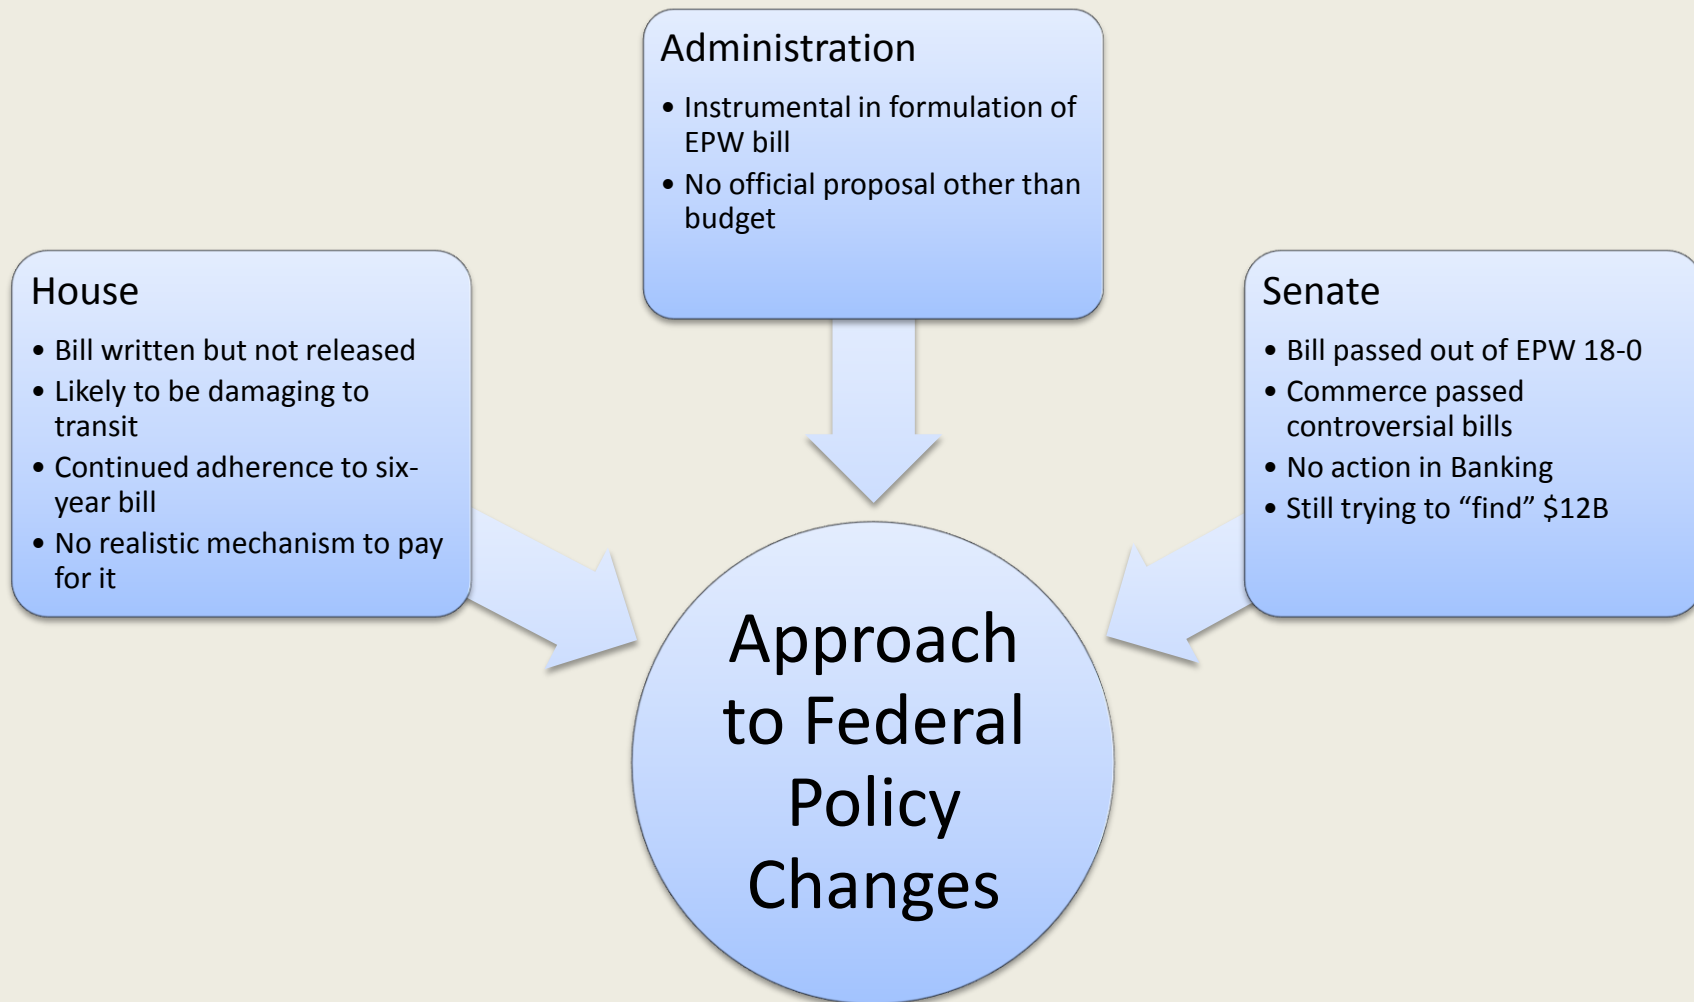 Administration
• Instrumental in formulation of
EPW bill
• No official proposal other than
budget
House
• Bill written but not released
• Likely to be damaging to
transit
• Continued adherence to six-
year bill
• No realistic mechanism to pay
for it
Senate
• Bill passed out of EPW 18-0
• Commerce passed
controversial bills
• No action in Banking
• Still trying to “find” $12B
Approach
to Federal
Policy
Changes